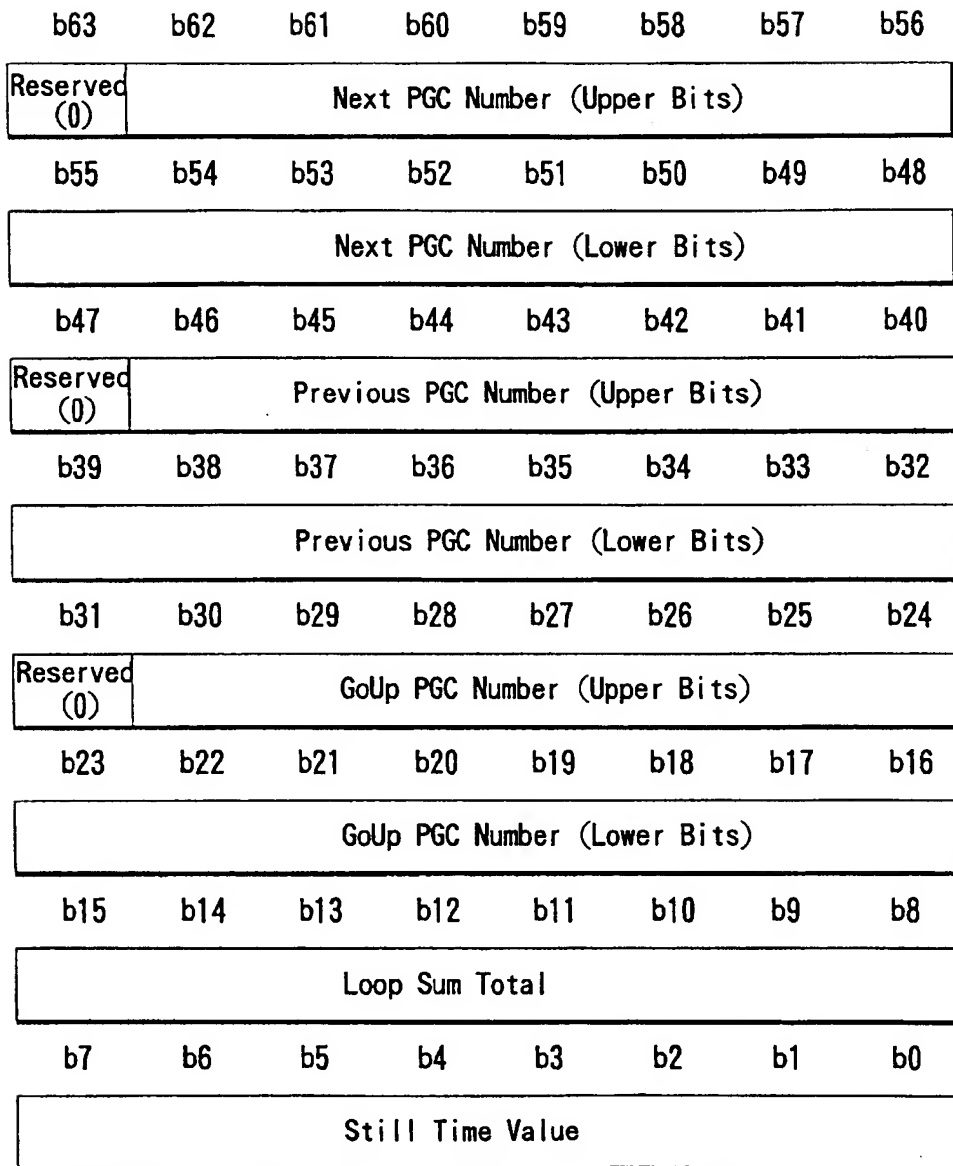 b63 b62 b61 b60 b59 b58 b57 b56
Reserved (0) Next PGC Number (Upper Bits)
b55 b54 b53 b52 b51 b50 b49 b48
Next PGC Number (Lower Bits)
b47 b46 b45 b44 b43 b42 b41 b40
Reserved (0) Previous PGC Number (Upper Bits)
b39 b38 b37 b36 b35 b34 b33 b32
Previous PGC Number (Lower Bits)
b31 b30 b29 b28 b27 b26 b25 b24
Reserved (0) GoUp PGC Number (Upper Bits)
b23 b22 b21 b20 b19 b18 b17 b16
GoUp PGC Number (Lower Bits)
b15 b14 b13 b12 b11 b10 b9 b8
Loop Sum Total
b7 b6 b5 b4 b3 b2 b1 b0
Still Time Value